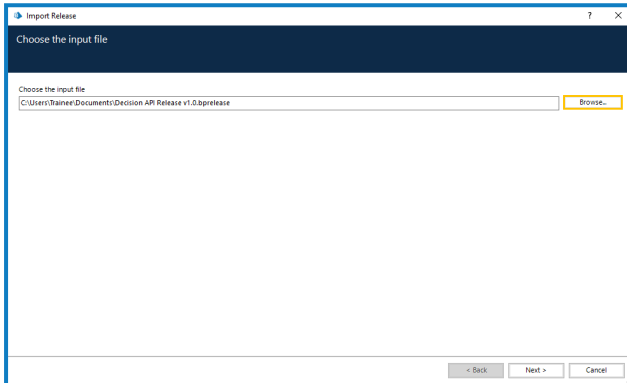 Import Release
?
Choose the input file
Choose the input file
C:\Users\Trainee\Documents\Decision API Release v1.0.bprelease
Browse...
< Back
Next >
Cancel